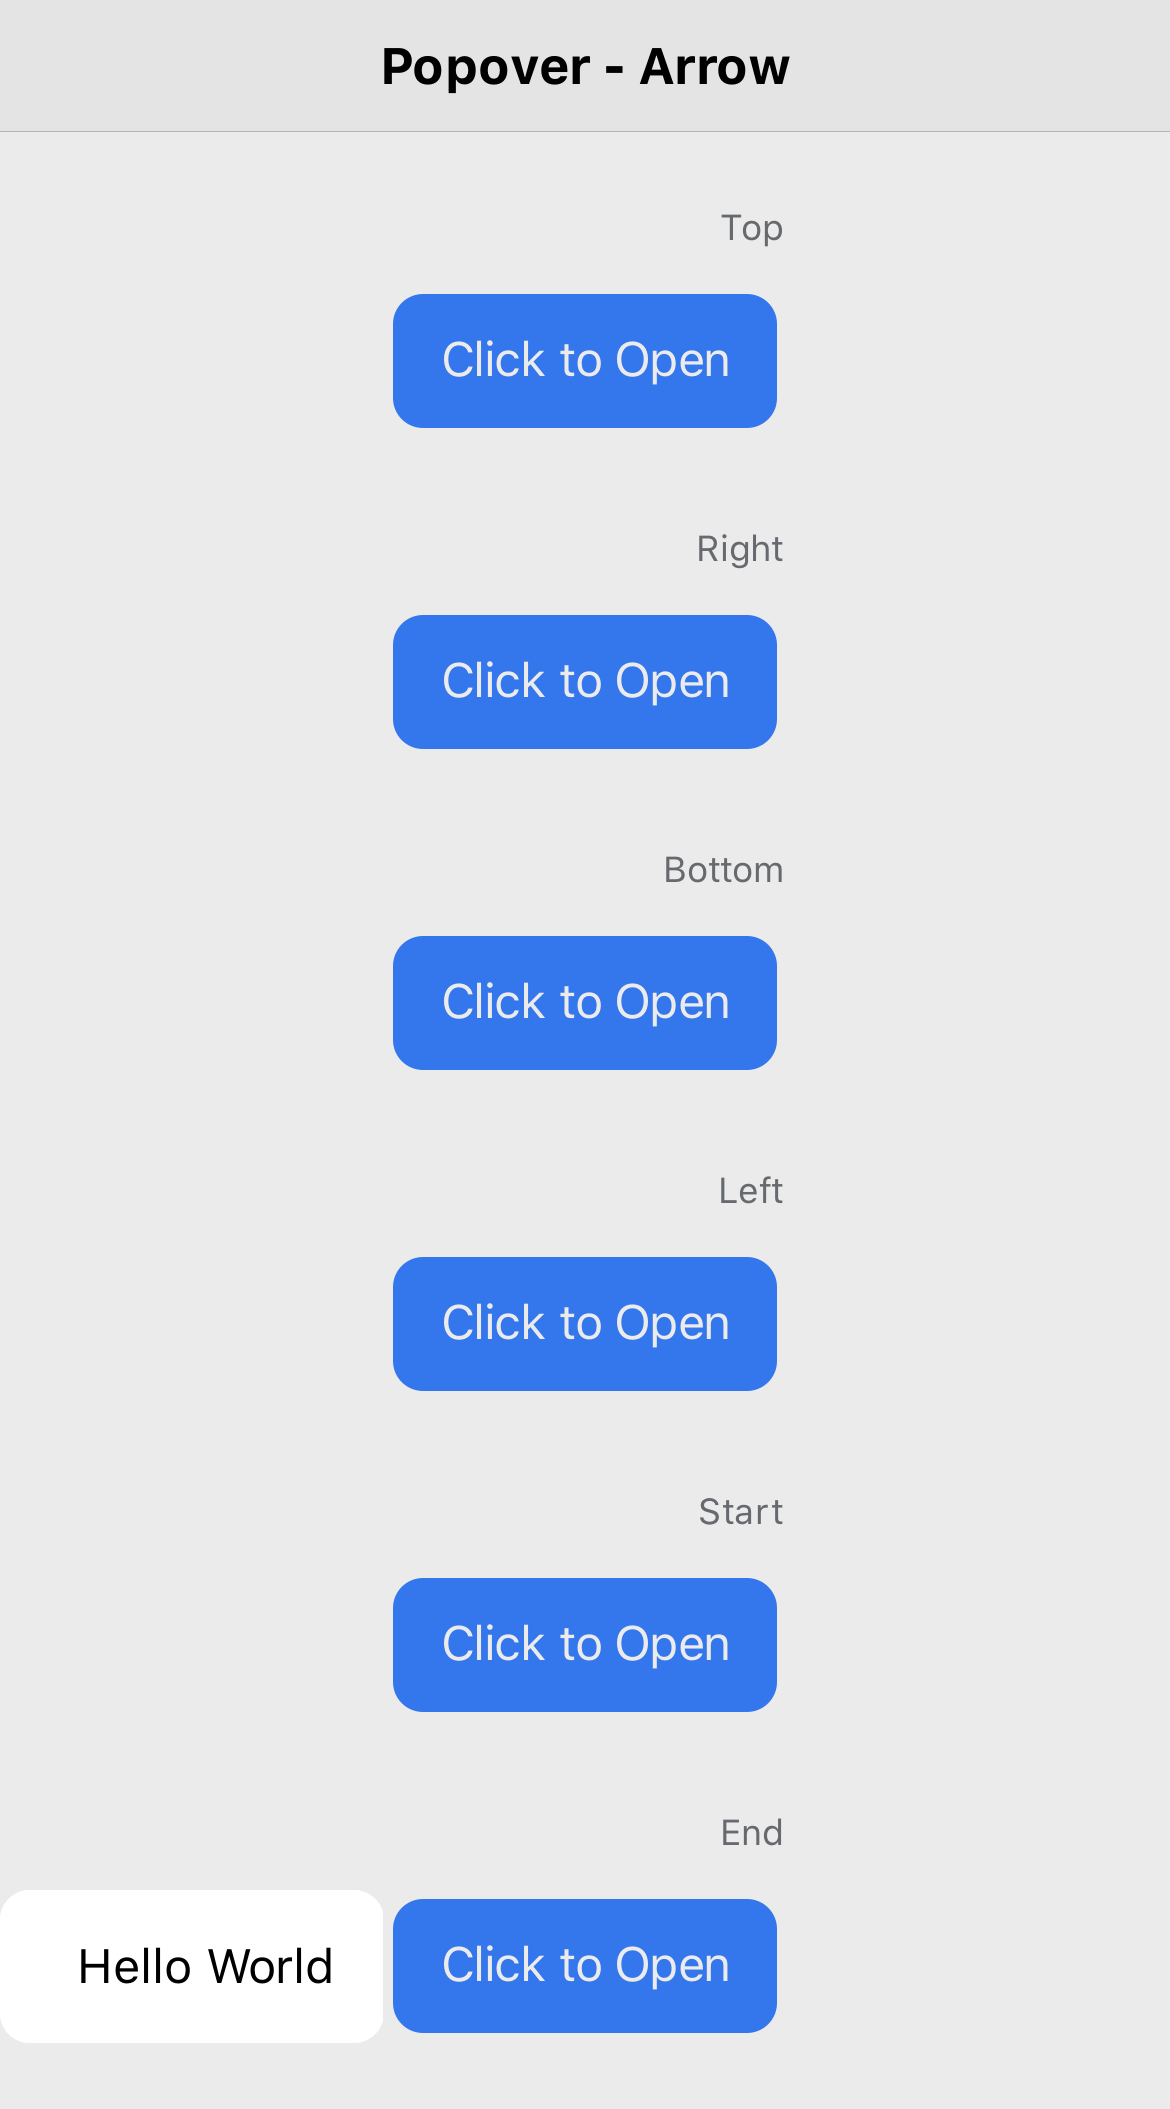 Popover - Arrow
Top
Click to Open
Right
Click to Open
Bottom
Click to Open
Left
Click to Open
Start
Click to Open
End
Hello World
Click to Open